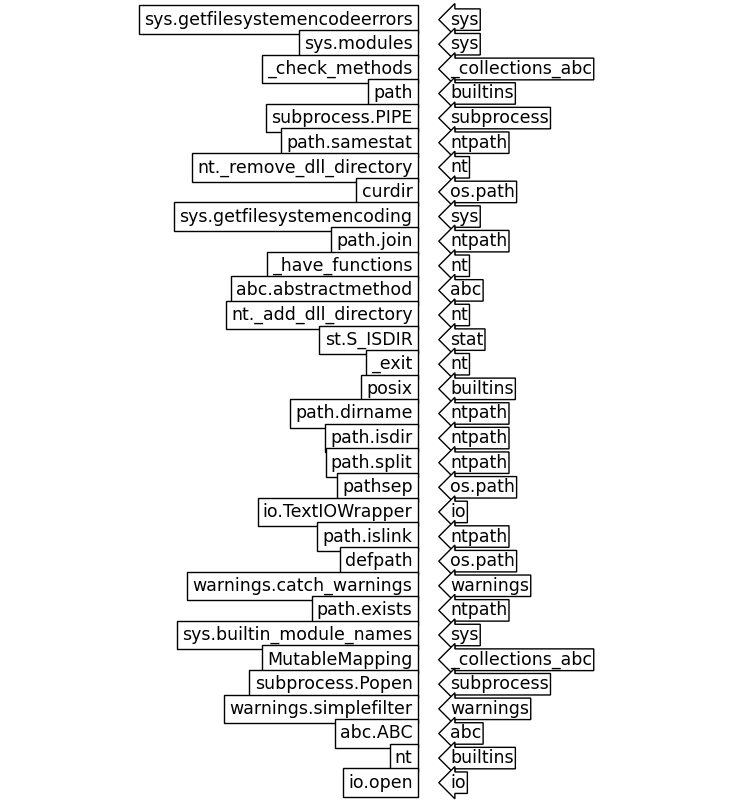 sys.getfilesystemencodeerrors sys
sys.modules sys
_check_methods _collections_abc
path builtins
subprocess.PIPE subprocess
path.samestat ntpath
nt._remove_dll_directory nt
curdir os.path
sys.getfilesystemencoding sys
path.join ntpath
_have_functions nt
abc.abstractmethod abc
nt._add_dll_directory nt
st.S_ISDIR stat
_exit nt
posix builtins
path.dirname ntpath
path.isdir ntpath
path.split ntpath
pathsep os.path
io.TextIOWrapper io
path.islink ntpath
defpath os.path
warnings.catch_warnings warnings
path.exists ntpath
sys.builtin_module_names sys
MutableMapping _collections_abc
subprocess.Popen subprocess
warnings.simplefilter warnings
abc.ABC abc
nt builtins
io.open io